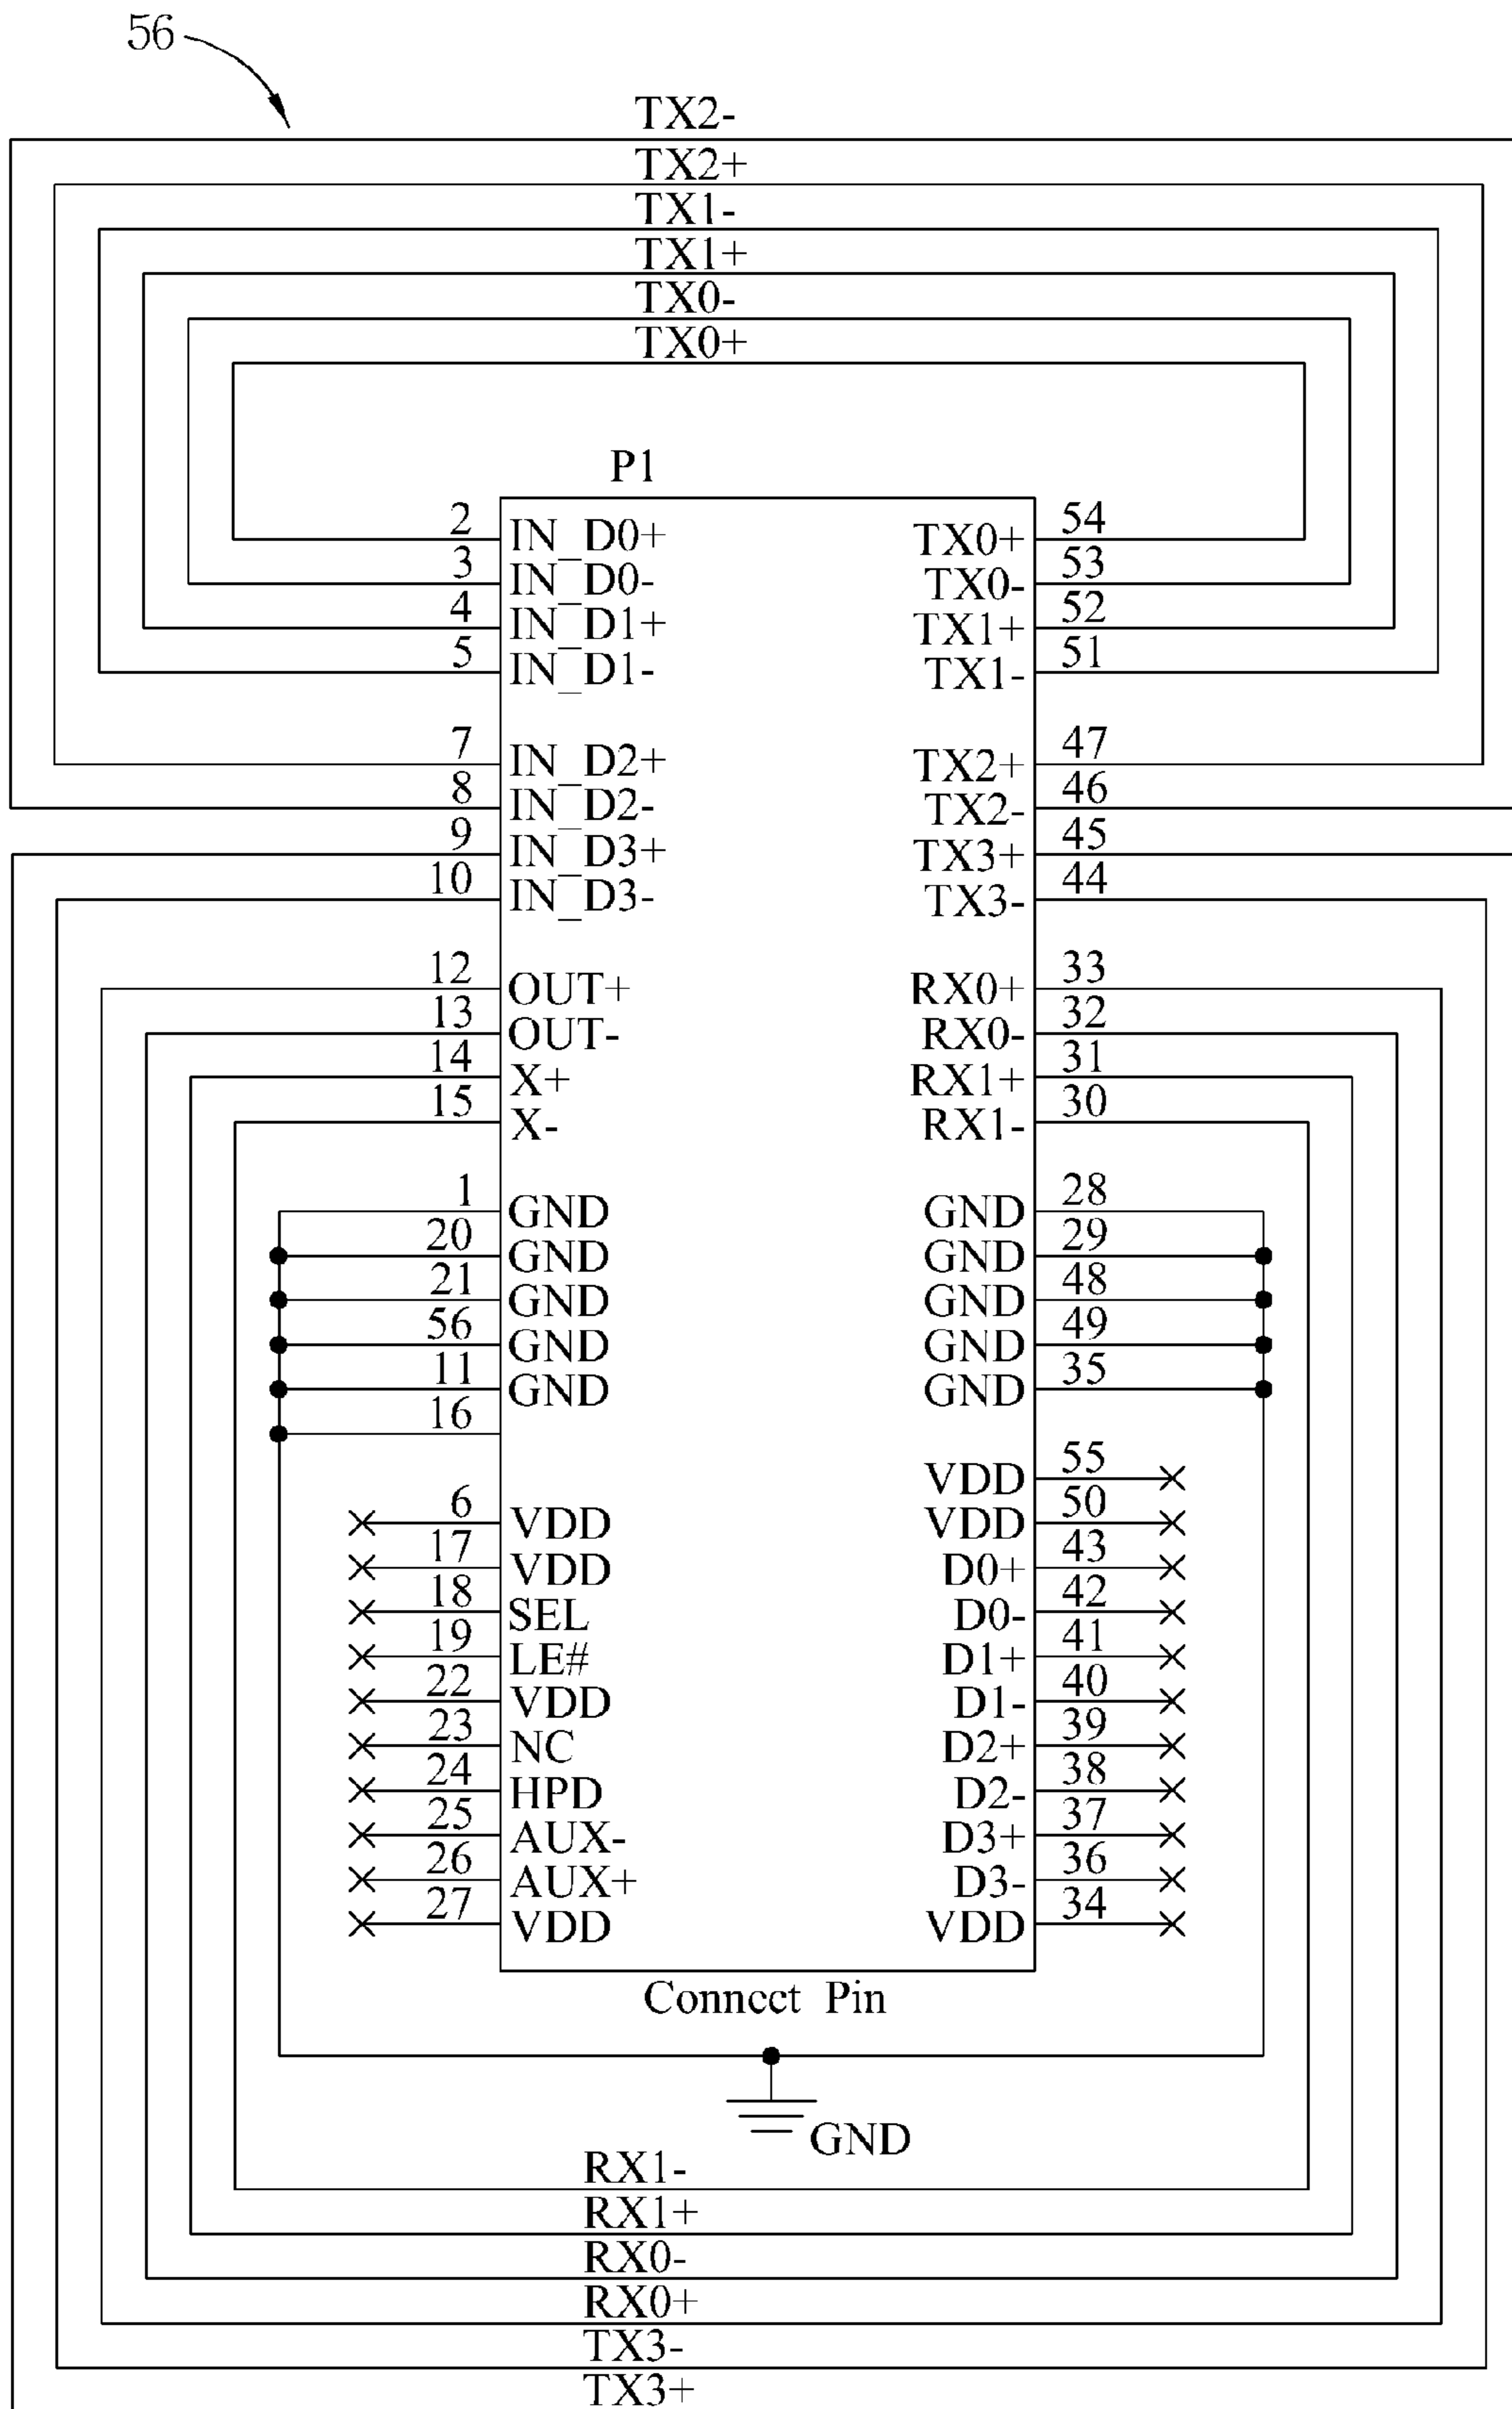 56
TX2-
TX2+
TX1-
TX1+
TX0-
TX0+
P1
2 IN_D0+ TX0+ 54
3 IN_D0- TX0- 53
4 IN_D1+ TX1+ 52
5 IN_D1- TX1- 51
7 IN_D2+ TX2+ 47
8 IN_D2- TX2- 46
9 IN_D3+ TX3+ 45
10 IN_D3- TX3- 44
12 OUT+ RX0+ 33
13 OUT- RX0- 32
14 X+ RX1+ 31
15 X- RX1- 30
1 GND GND 28
20 GND GND 29
21 GND GND 48
56 GND GND 49
11 GND GND 35
16
VDD 55
6 VDD VDD 50
17 VDD D0+ 43
18 SEL D0- 42
19 LE# D1+ 41
22 VDD D1- 40
23 NC D2+ 39
24 HPD D2- 38
25 AUX- D3+ 37
26 AUX+ D3- 36
27 VDD VDD 34
Conncct Pin
GND
RX1-
RX1+
RX0-
RX0+
TX3-
TX3+